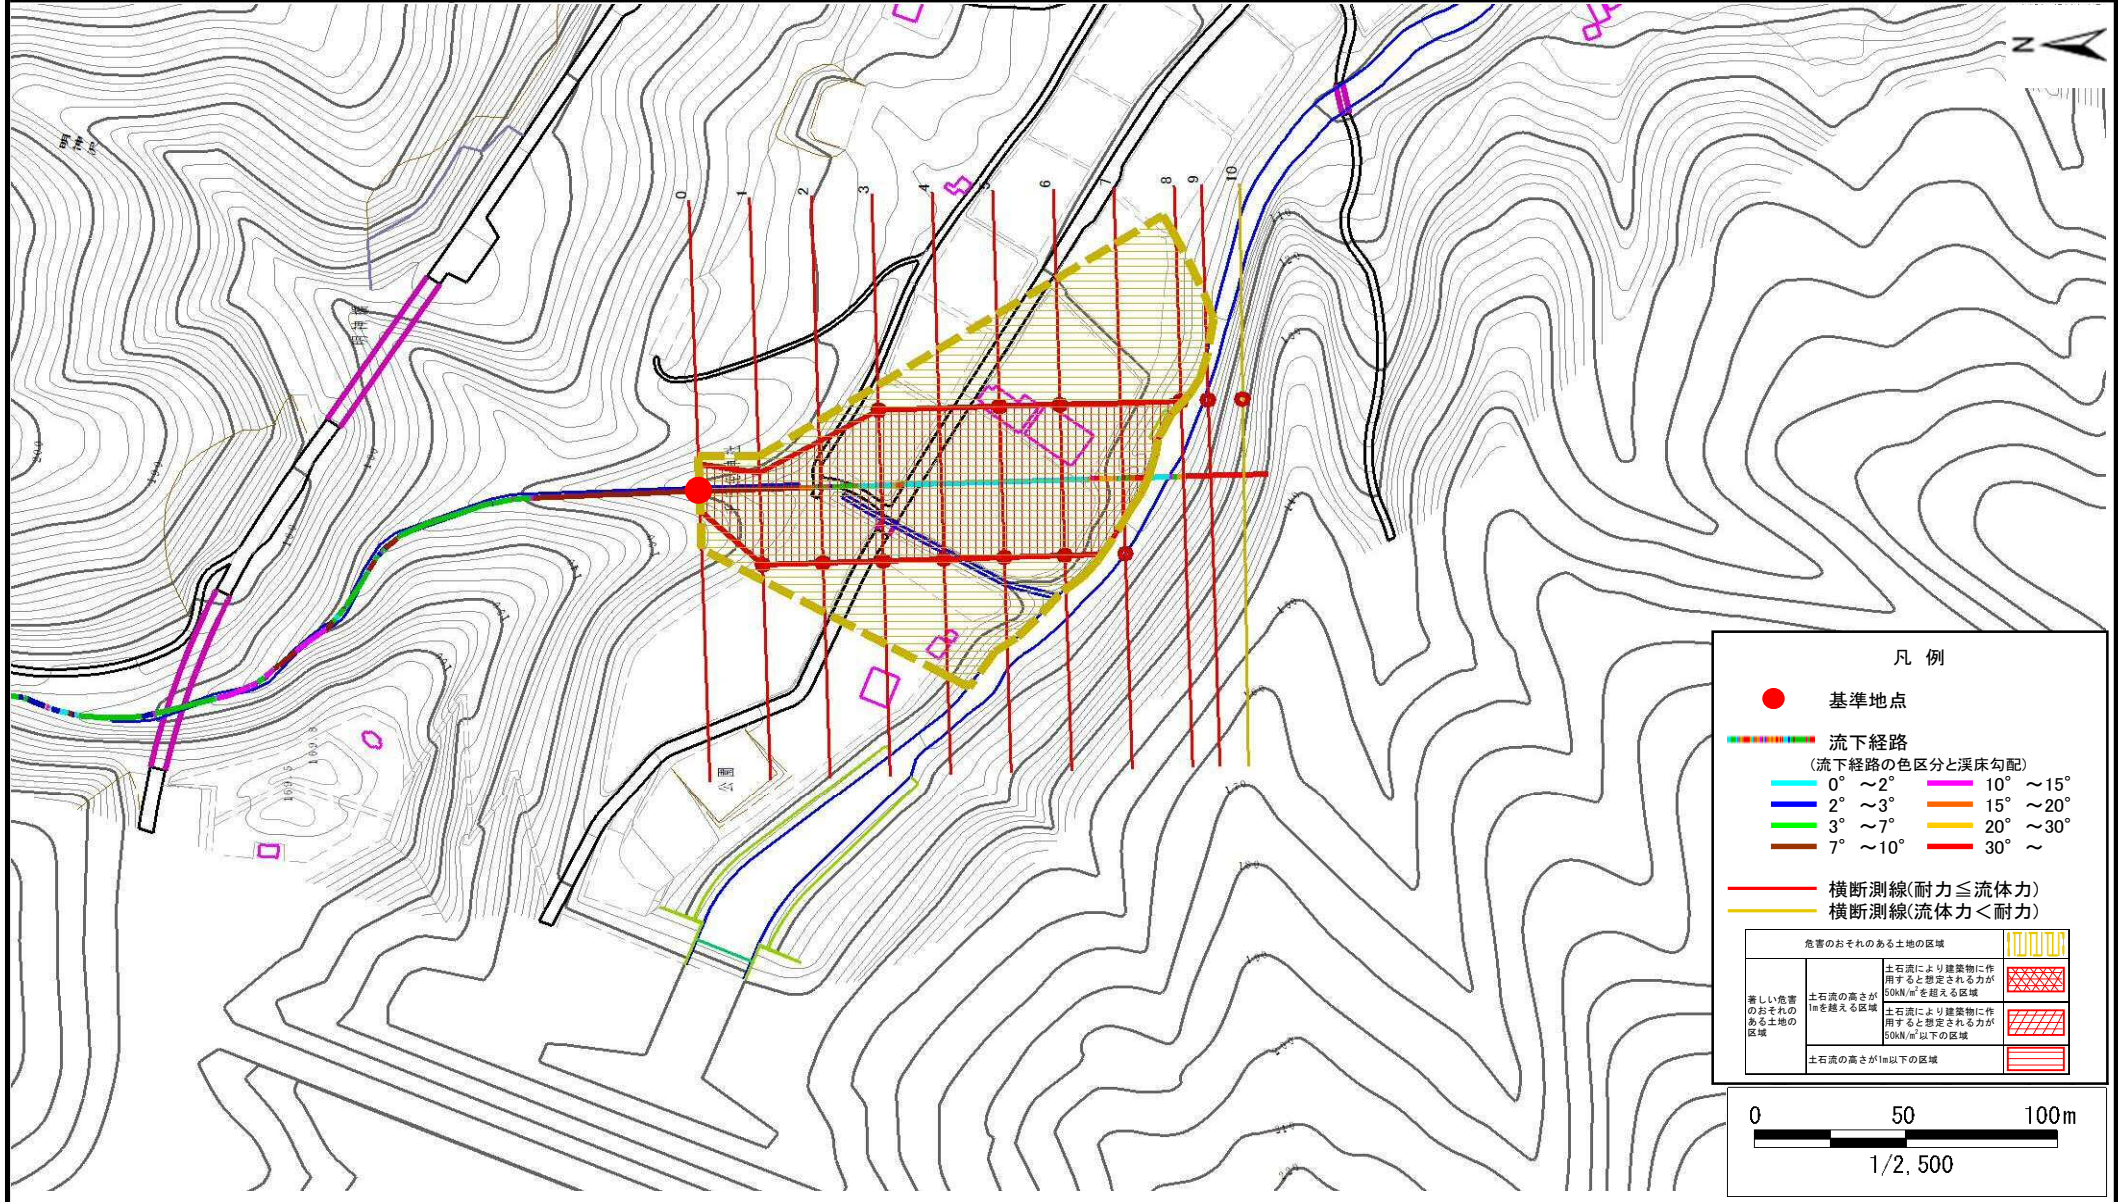 N
0
1
2
3
4
5
6
7
8
9
10
200
190
公園
169.8
169.5
凡 例
基準地点
流下経路
(流下経路の色区分と渓床勾配)
0° ～2°
10° ～15°
2° ～3°
15° ～20°
3° ～7°
20° ～30°
7° ～10°
30° ～
横断測線(耐力≦流体力)
横断測線(流体力＜耐力)
危害のおそれのある土地の区域
著しい危害
のおそれの
ある土地の
区域
土石流の高さが
1mを越える区域
土石流により建築物に作
用すると想定される力が
50kN/㎡を超える区域
土石流により建築物に作
用すると想定される力が
50kN/㎡以下の区域
土石流の高さが1m以下の区域
0 50 100m
1/2,500